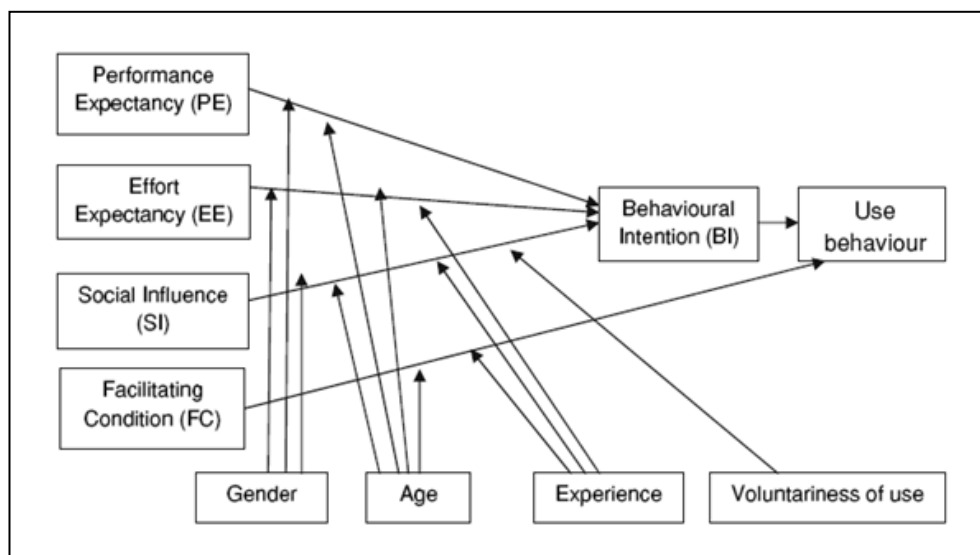 Performance
Expectancy (PE)
Effort
Expectancy (EE)
Social Influence
(SI)
Facilitating
Condition (FC)
Behavioural
Intention (BI)
Use
behaviour
Gender
Age
Experience
Voluntariness of use